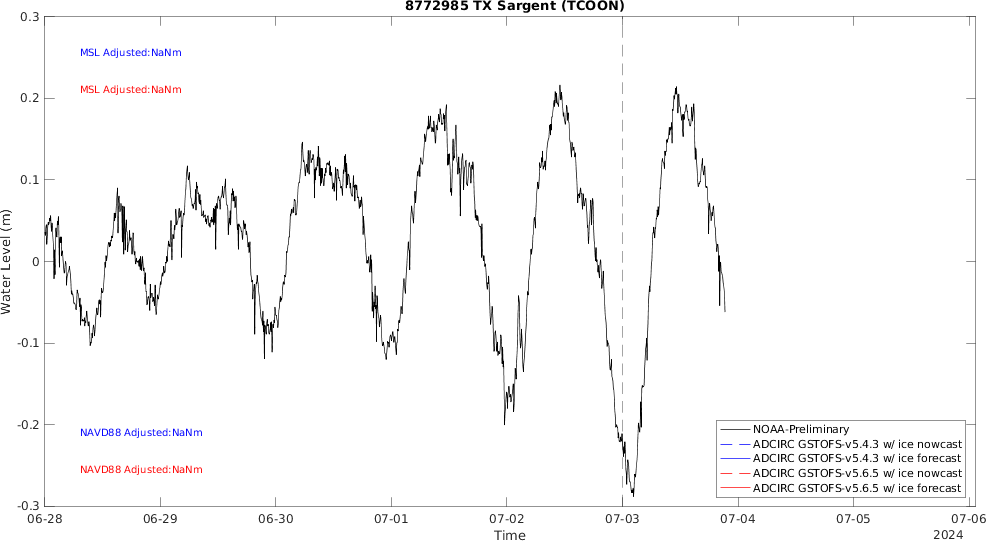 8772985 TX Sargent (TCOON)
0.3
0.2
0.1
0
-0.1
-0.2
-0.3
Water Level (m)
MSL Adjusted:NaNm
MSL Adjusted:NaNm
NAVD88 Adjusted:NaNm
NAVD88 Adjusted:NaNm
NOAA-Preliminary
ADCIRC GSTOFS-v5.4.3 w/ ice nowcast
ADCIRC GSTOFS-v5.4.3 w/ ice forecast
ADCIRC GSTOFS-v5.6.5 w/ ice nowcast
ADCIRC GSTOFS-v5.6.5 w/ ice forecast
06-28 06-29 06-30 07-01 07-02 07-03 07-04 07-05 07-06
Time
2024